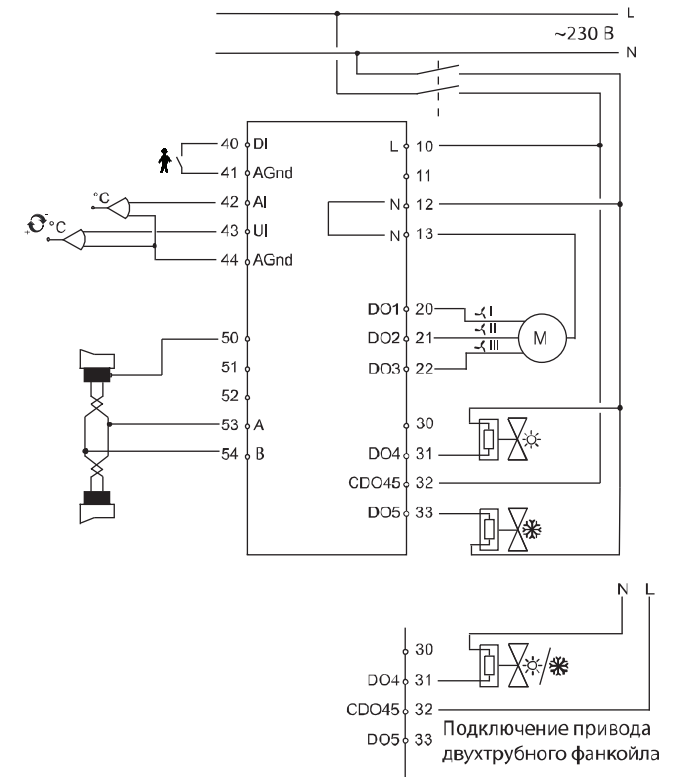 L
~230 В
N
40 DI
41 AGnd
42 AI
43 UI
44 AGnd
°C
°C
50
51
52
53 A
54 B
L 10
11
N 12
N 13
DO1 20
DO2 21
DO3 22
I
II
III
M
30
DO4 31
CDO45 32
DO5 33
N L
30
DO4 31
CDO45 32
DO5 33
Подключение привода
двухтрубного фанкойла